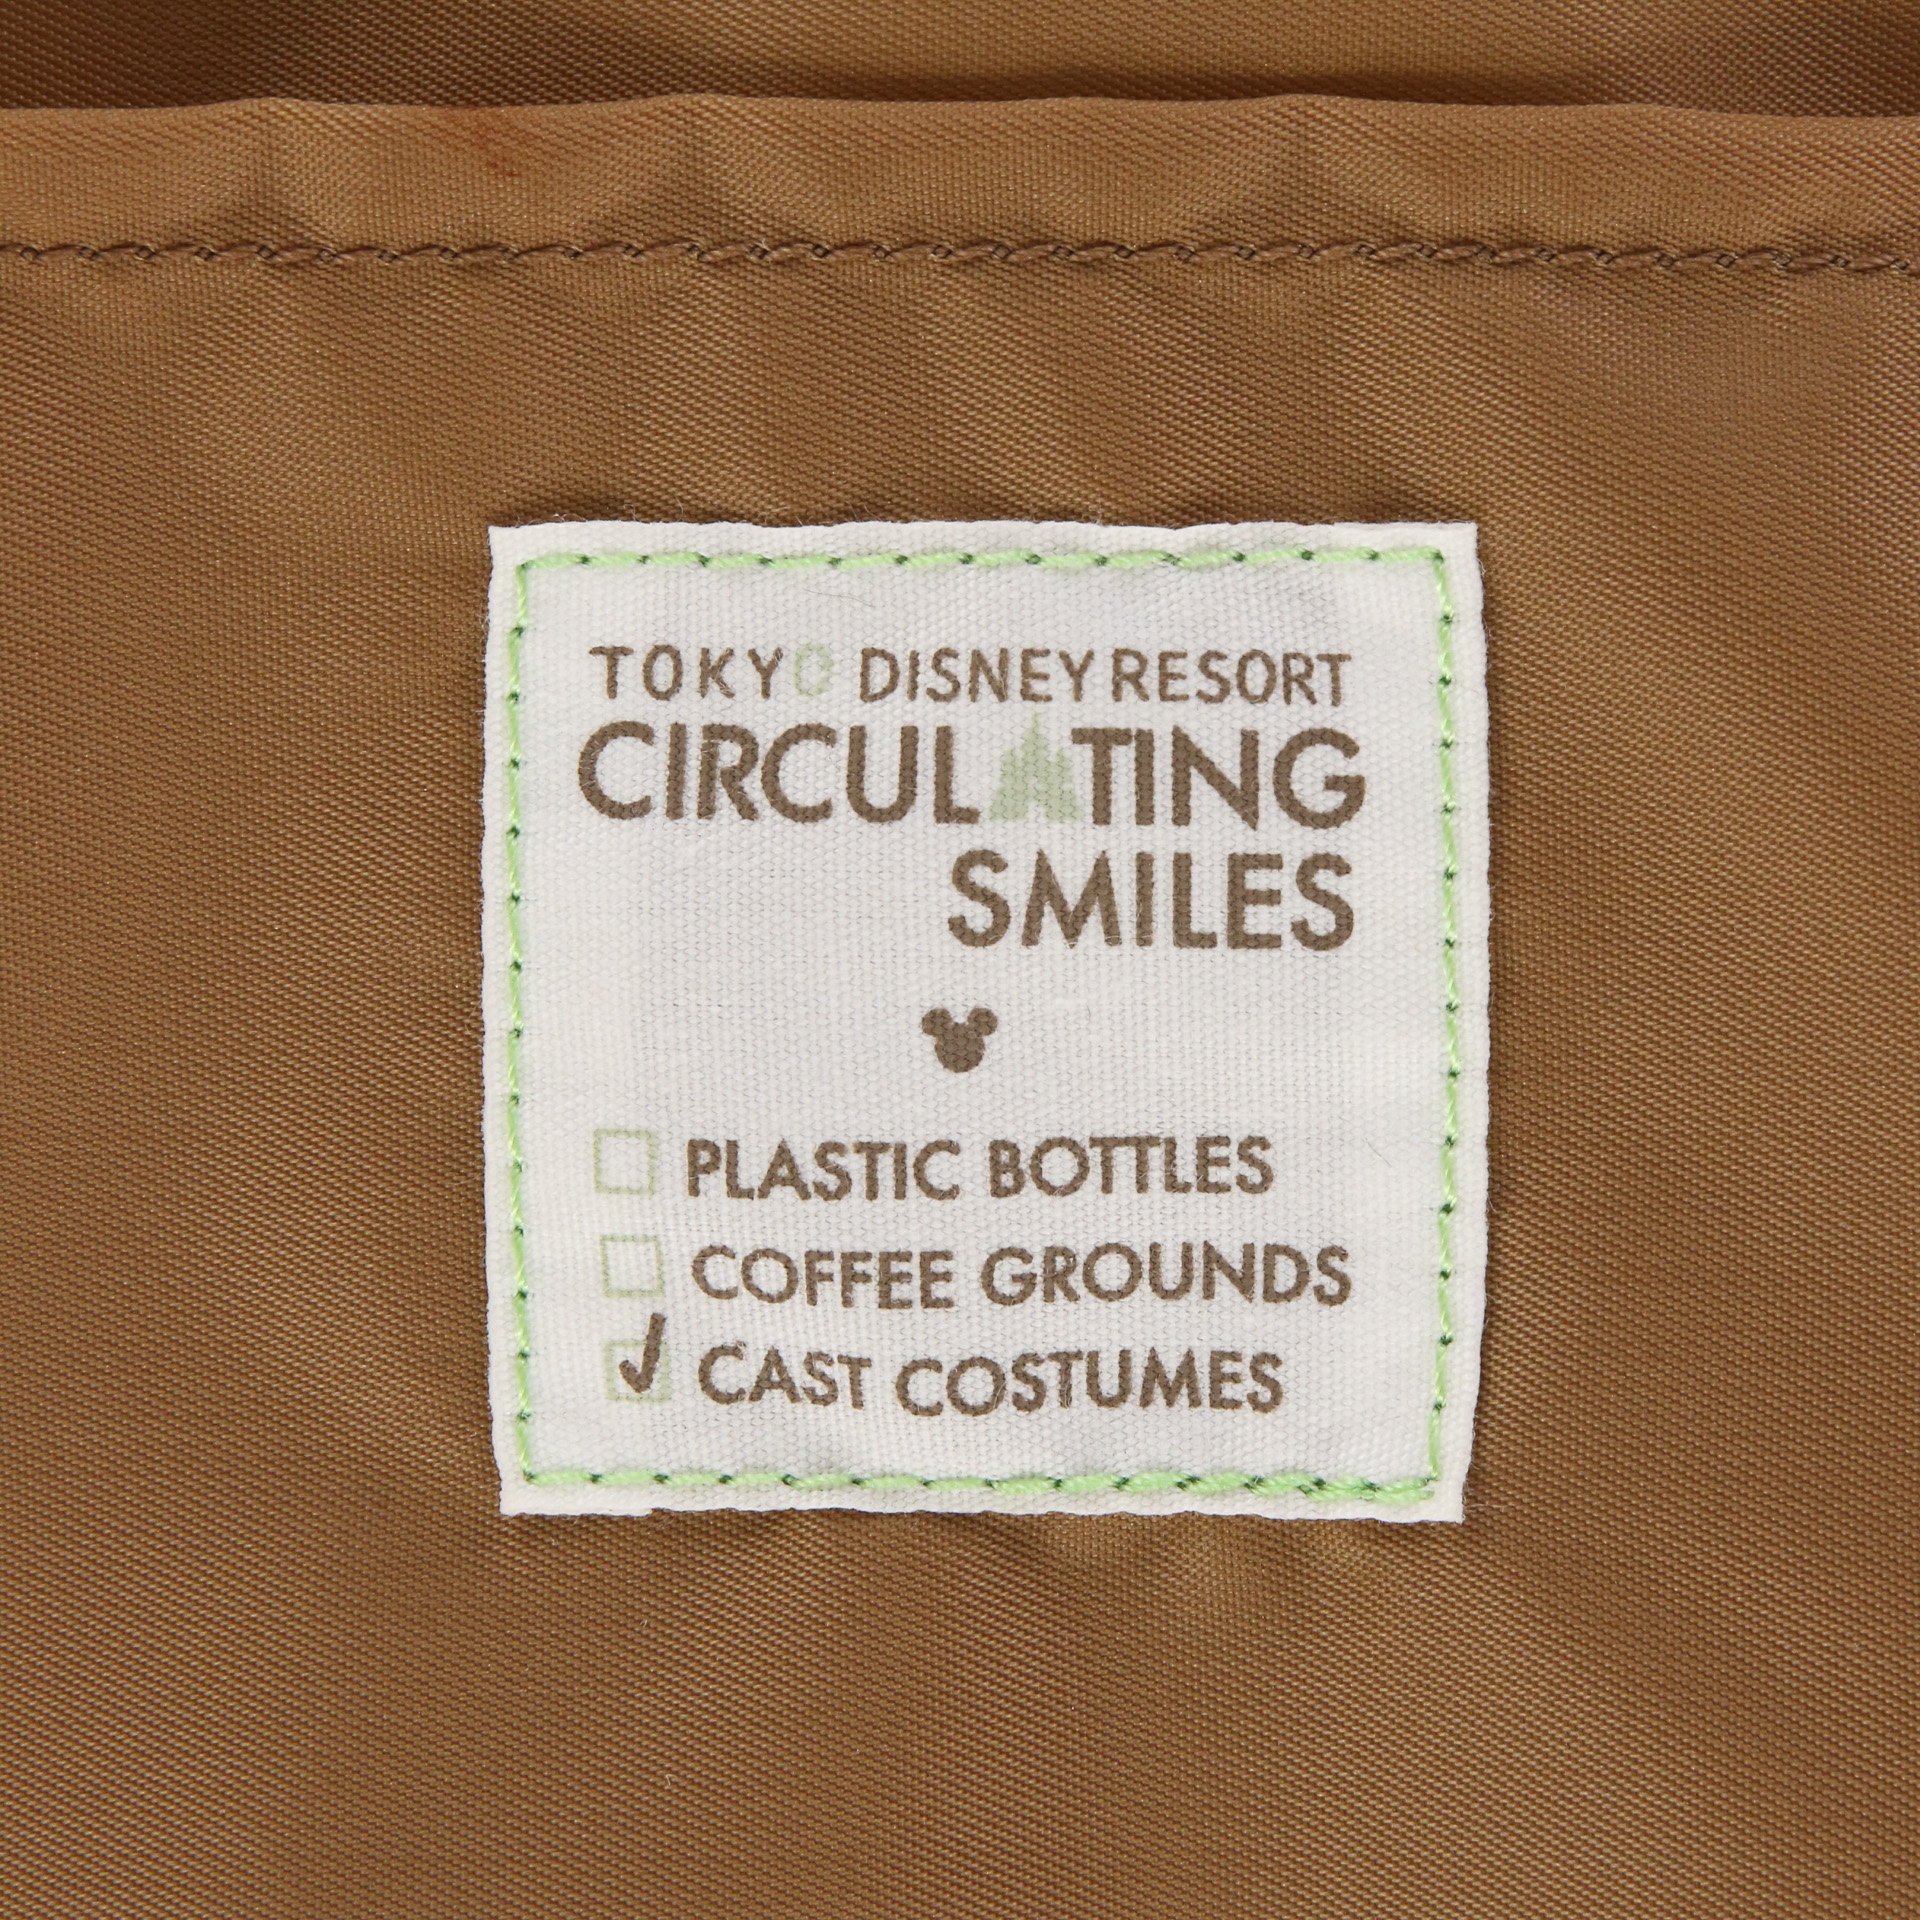 TOKYO DISNEY RESORT
CIRCULATING
SMILES
PLASTIC BOTTLES
COFFEE GROUNDS
CAST COSTUMES